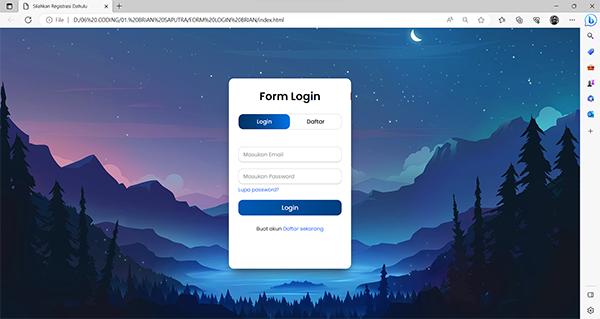 Silahkan Registrasi Dahulu
File
D:/06%20.CODING/01.%20BRIAN%20SAPUTRA/FORM%20LOGIN%20BRIAN/index.html
Form Login
Login
Daftar
Masukan Email
Masukan Password
Lupa password?
Login
Buat akun Daftar sekarang